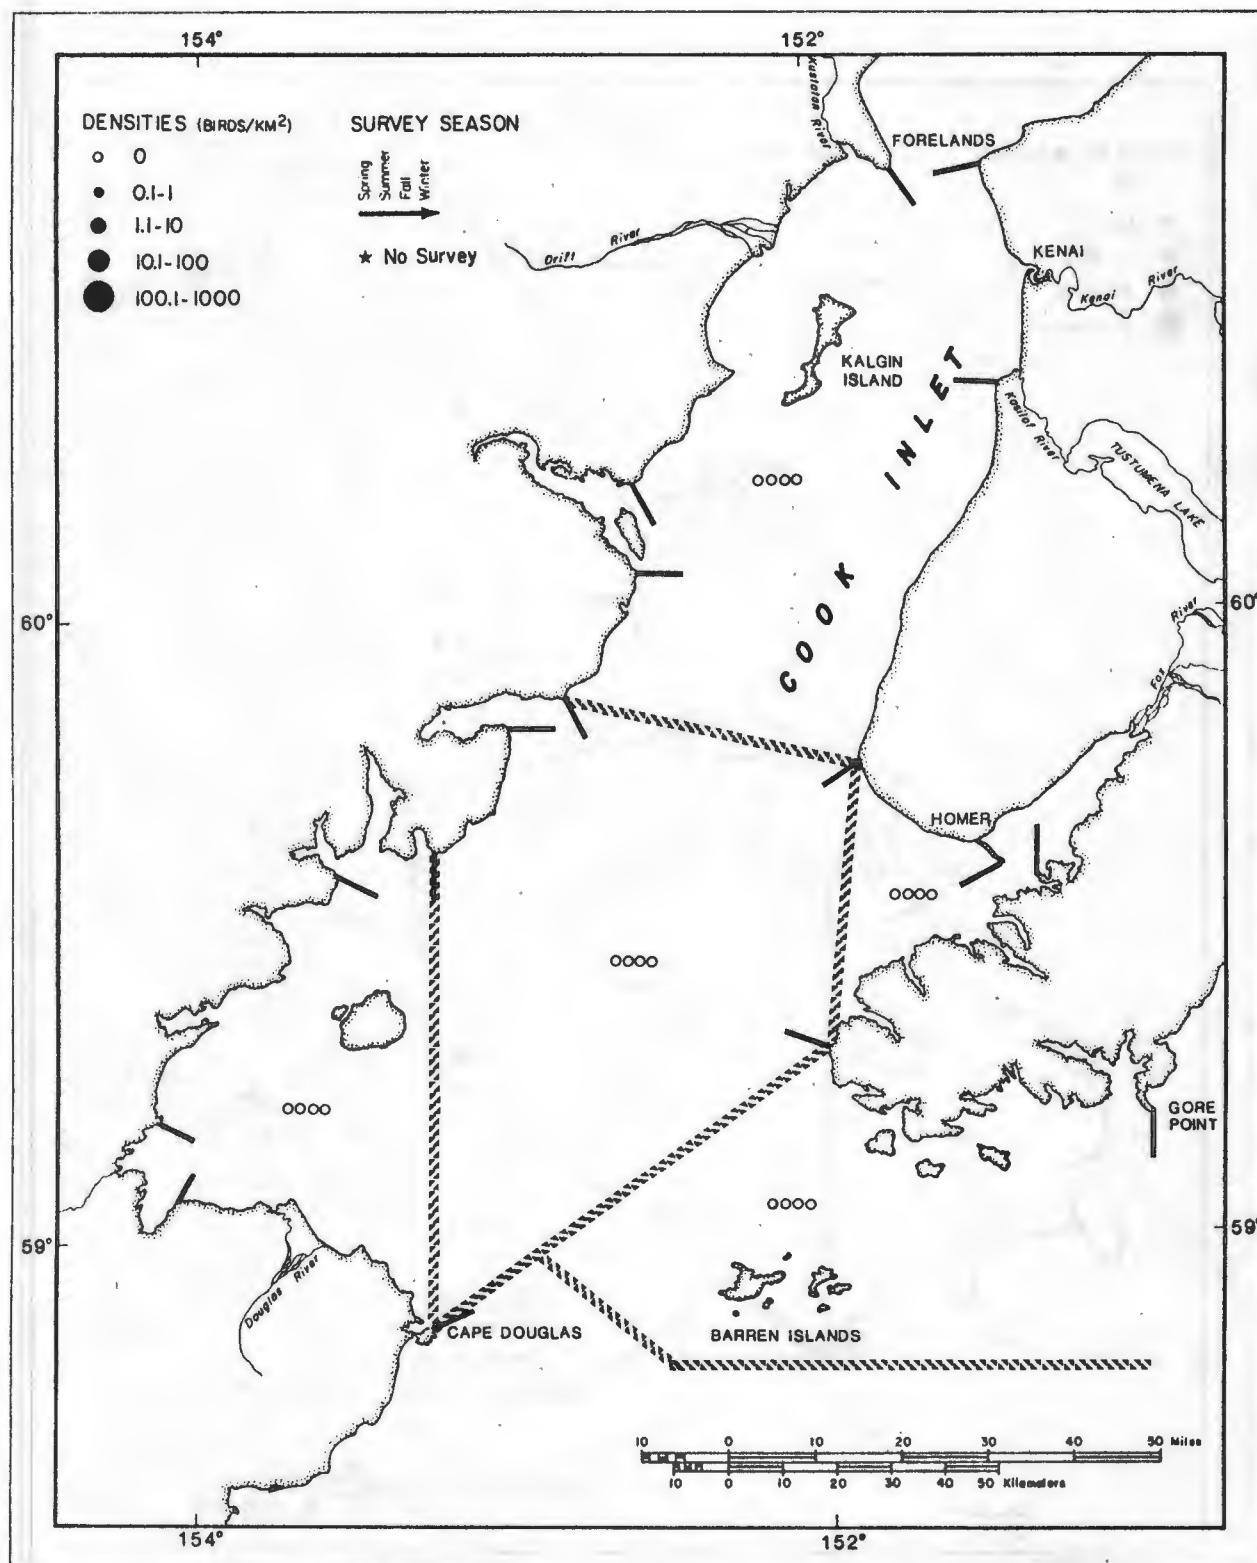 154°
152°
DENSITIES (BIRDS/KM²)
0
0.1-1
1.1-10
10.1-100
100.1-1000
SURVEY SEASON
Spring
Summer
Fall
Winter
★ No Survey
Kustatan River
FORELANDS
Drift River
KENAI
Kenai River
KALGIN
ISLAND
COOK INLET
Kasilof River
TUSTUMENA LAKE
60°
60°
Fox River
HOMER
GORE
POINT
59°
59°
Douglas River
CAPE DOUGLAS
BARREN ISLANDS
10 0 10 20 30 40 50 Miles
10 0 10 20 30 40 50 Kilometers
154°
152°